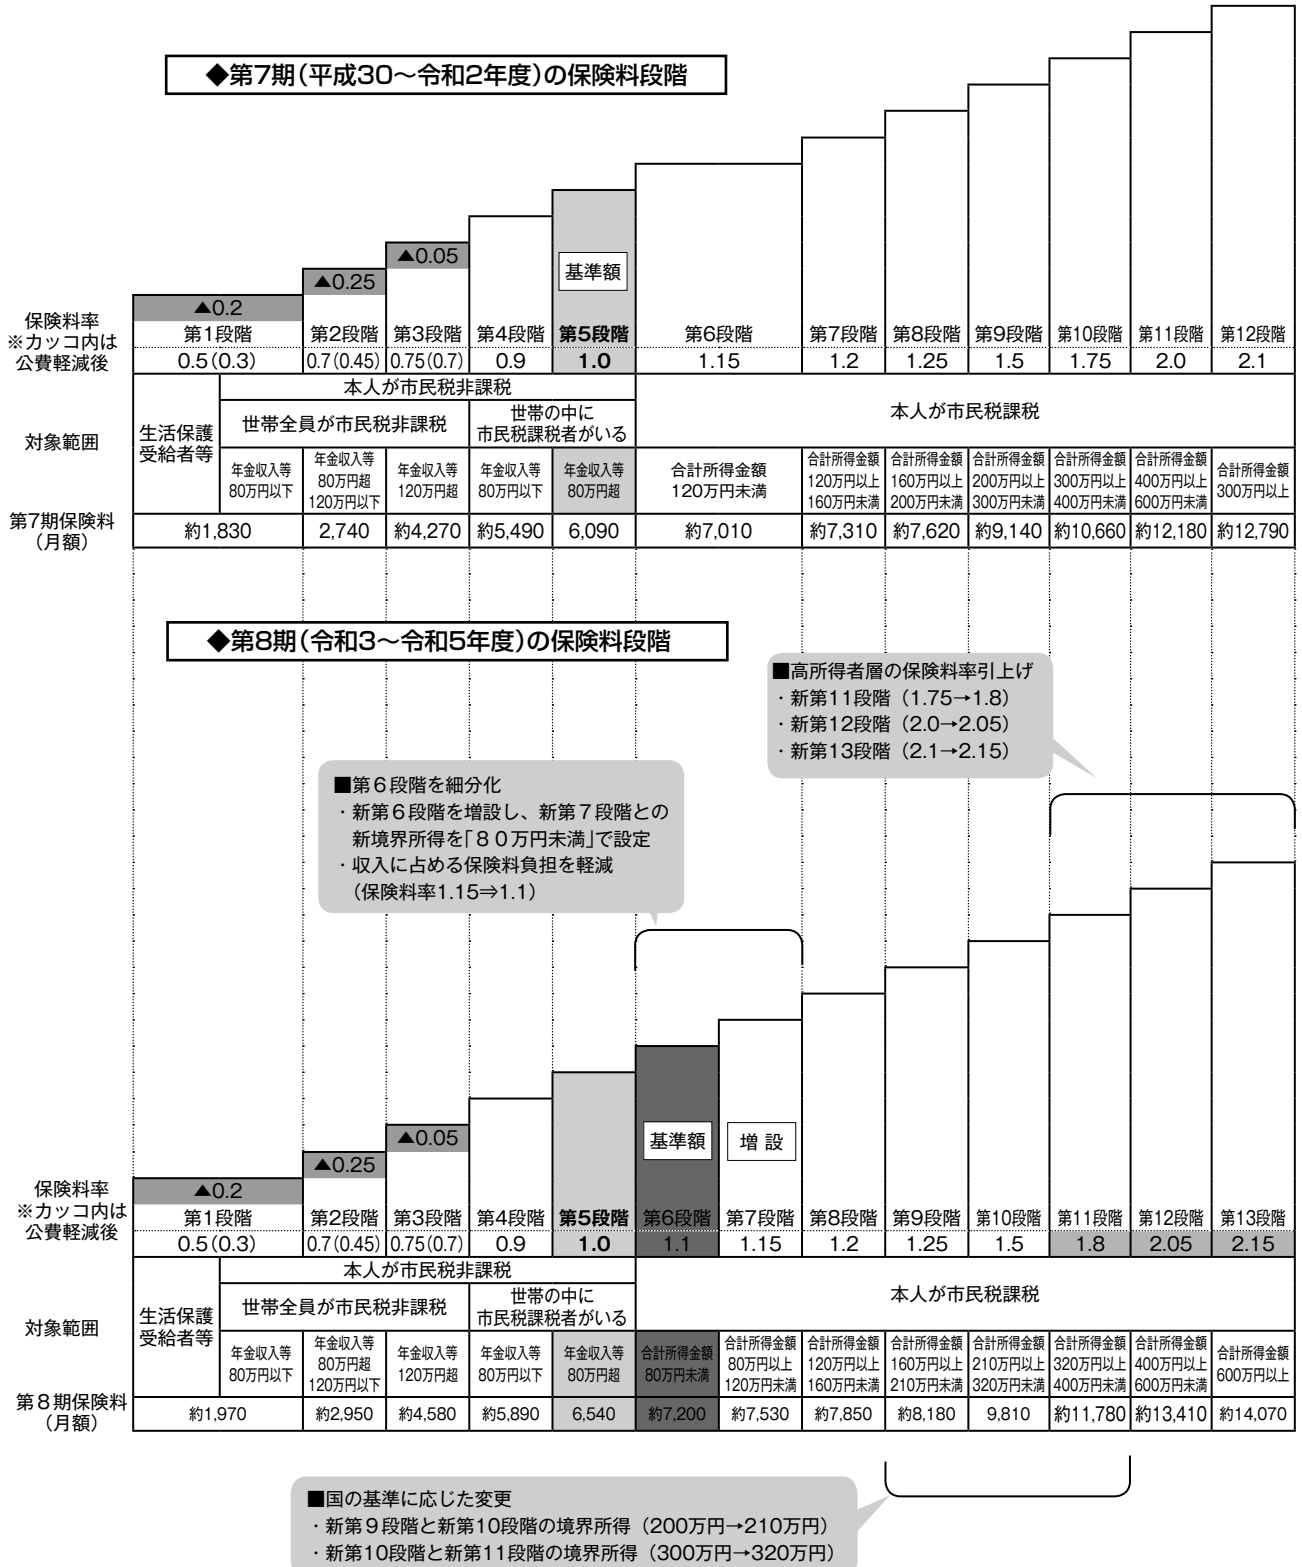 ◆第7期(平成30〜令和2年度)の保険料段階
▲0.2
▲0.25
▲0.05
基準額
保険料率
※カッコ内は
公費軽減後
第1段階 第2段階 第3段階 第4段階 第5段階 第6段階 第7段階 第8段階 第9段階 第10段階 第11段階 第12段階
0.5(0.3) 0.7(0.45) 0.75(0.7) 0.9 1.0 1.15 1.2 1.25 1.5 1.75 2.0 2.1
対象範囲
生活保護
受給者等
本人が市民税非課税
世帯全員が市民税非課税
世帯の中に
市民税課税者がいる
本人が市民税課税
年金収入等
80万円以下
年金収入等
80万円超
120万円以下
年金収入等
120万円超
年金収入等
80万円以下
年金収入等
80万円超
合計所得金額
120万円未満
合計所得金額
120万円以上
160万円未満
合計所得金額
160万円以上
200万円未満
合計所得金額
200万円以上
300万円未満
合計所得金額
300万円以上
400万円未満
合計所得金額
400万円以上
600万円未満
合計所得金額
300万円以上
第7期保険料
(月額)
約1,830 2,740 約4,270 約5,490 6,090 約7,010 約7,310 約7,620 約9,140 約10,660 約12,180 約12,790
◆第8期(令和3〜令和5年度)の保険料段階
■高所得者層の保険料率引上げ
・新第11段階（1.75→1.8）
・新第12段階（2.0→2.05）
・新第13段階（2.1→2.15）
■第６段階を細分化
・新第６段階を増設し、新第７段階との
新境界所得を「８０万円未満」で設定
・収入に占める保険料負担を軽減
（保険料率1.15⇒1.1）
▲0.2
▲0.25
▲0.05
基準額
増 設
保険料率
※カッコ内は
公費軽減後
第1段階 第2段階 第3段階 第4段階 第5段階 第6段階 第7段階 第8段階 第9段階 第10段階 第11段階 第12段階 第13段階
0.5(0.3) 0.7(0.45) 0.75(0.7) 0.9 1.0 1.1 1.15 1.2 1.25 1.5 1.8 2.05 2.15
対象範囲
生活保護
受給者等
本人が市民税非課税
世帯全員が市民税非課税
世帯の中に
市民税課税者がいる
本人が市民税課税
年金収入等
80万円以下
年金収入等
80万円超
120万円以下
年金収入等
120万円超
年金収入等
80万円以下
年金収入等
80万円超
合計所得金額
80万円未満
合計所得金額
80万円以上
120万円未満
合計所得金額
120万円以上
160万円未満
合計所得金額
160万円以上
210万円未満
合計所得金額
210万円以上
320万円未満
合計所得金額
320万円以上
400万円未満
合計所得金額
400万円以上
600万円未満
合計所得金額
600万円以上
第８期保険料
(月額)
約1,970 約2,950 約4,580 約5,890 6,540 約7,200 約7,530 約7,850 約8,180 9,810 約11,780 約13,410 約14,070
■国の基準に応じた変更
・新第９段階と新第10段階の境界所得（200万円→210万円）
・新第10段階と新第11段階の境界所得（300万円→320万円）